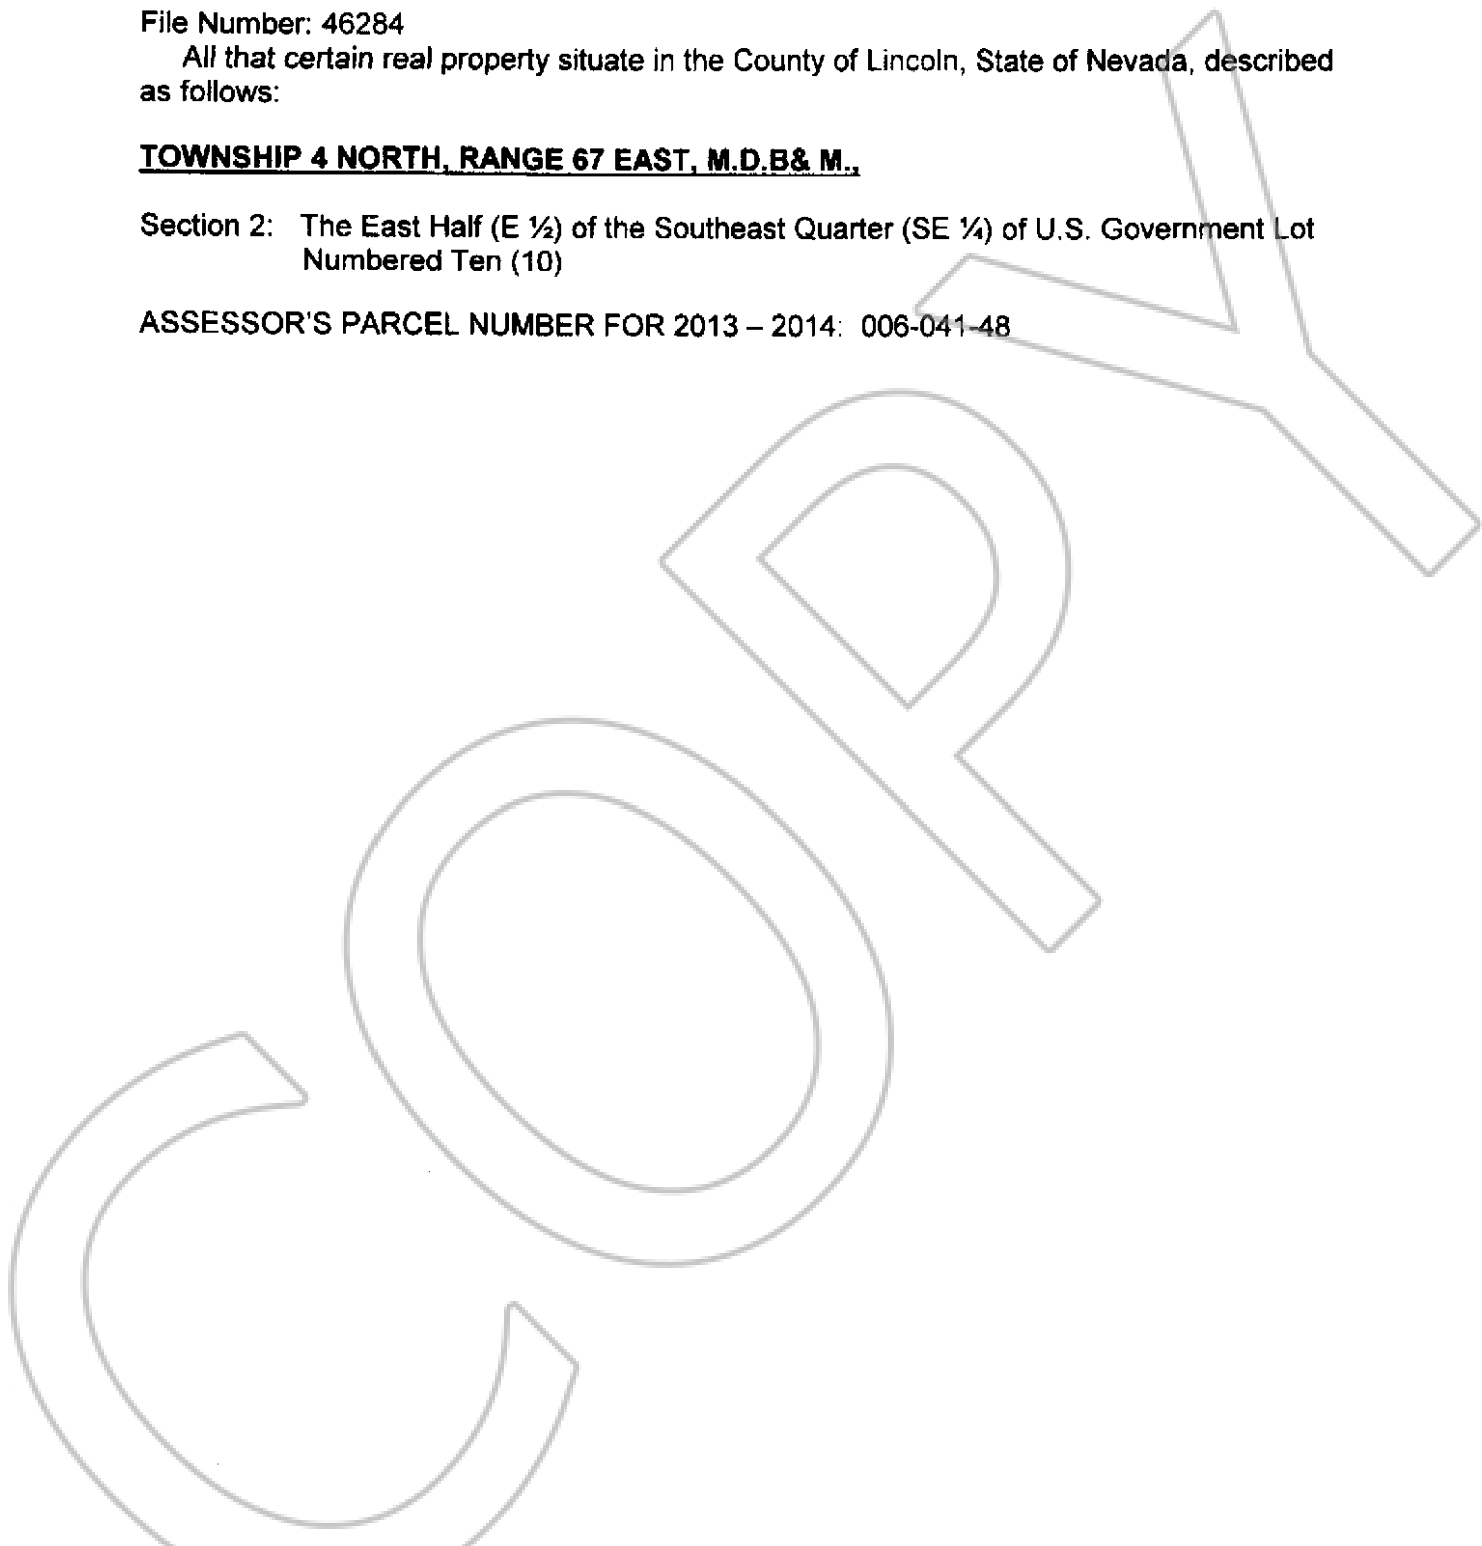 File Number: 46284
All that certain real property situate in the County of Lincoln, State of Nevada, described
as follows:
TOWNSHIP 4 NORTH, RANGE 67 EAST, M.D.B& M.,
Section 2: The East Half (E ½) of the Southeast Quarter (SE ¼) of U.S. Government Lot
Numbered Ten (10)
ASSESSOR'S PARCEL NUMBER FOR 2013 – 2014: 006-041-48
COPY